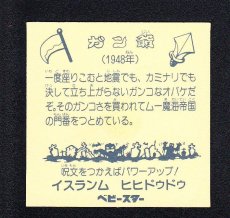 ガン爺
(1948年)
一度座りこむと地震でも、カミナリでも
決して立ち上がらないガンコなオバケだ
だ。そのガンコさを買われてムー魔海帝国
の門番をつとめている。
呪文をつかえばパワーアップ!
イスランム ヒヒドゥドゥ
ベビースター